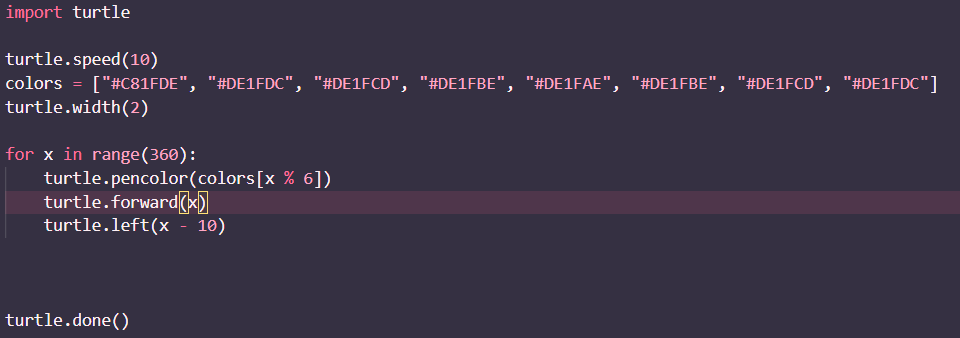 import turtle
turtle.speed(10)
colors = ["#C81FDE", "#DE1FDC", "#DE1FCD", "#DE1FBE", "#DE1FAE", "#DE1FBE", "#DE1FCD", "#DE1FDC"]
turtle.width(2)
for x in range(360):
    turtle.pencolor(colors[x % 6])
    turtle.forward(x)
    turtle.left(x - 10)
turtle.done()